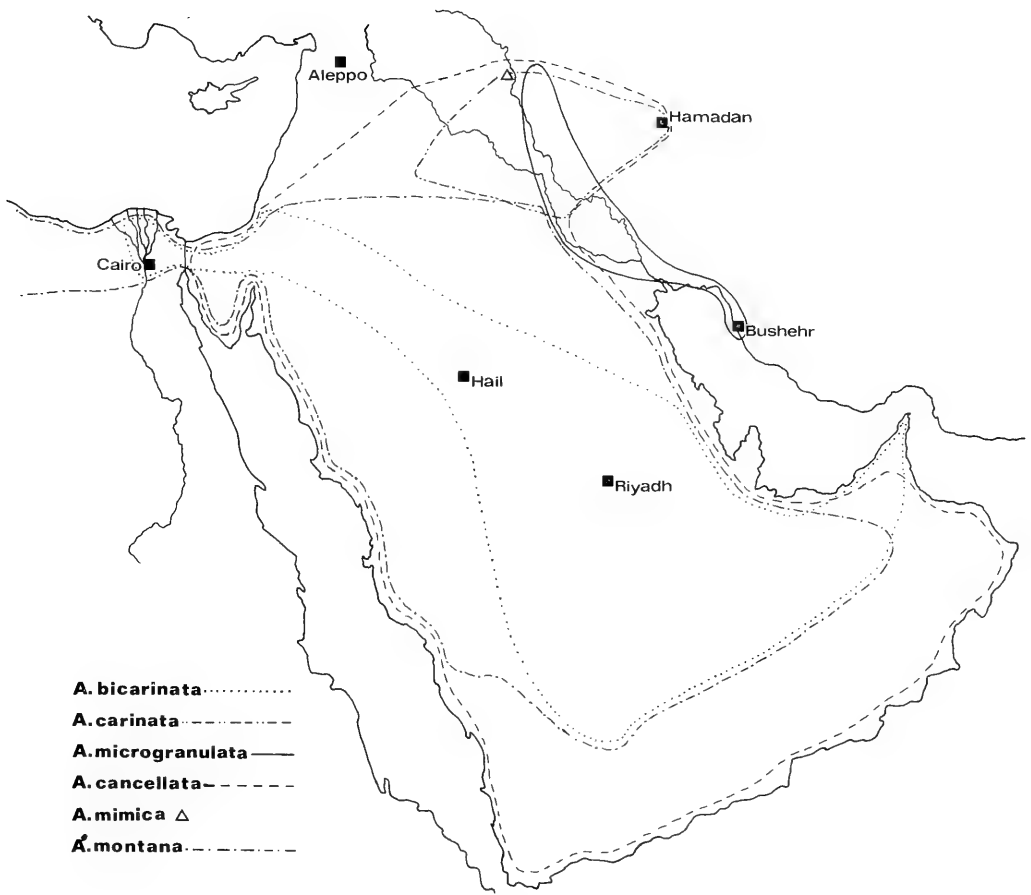 Aleppo
Hamadan
Cairo
Bushehr
Hail
Riyadh
A. bicarinata
A. carinata
A. microgranulata
A. cancellata
A. mimica △
A. montana